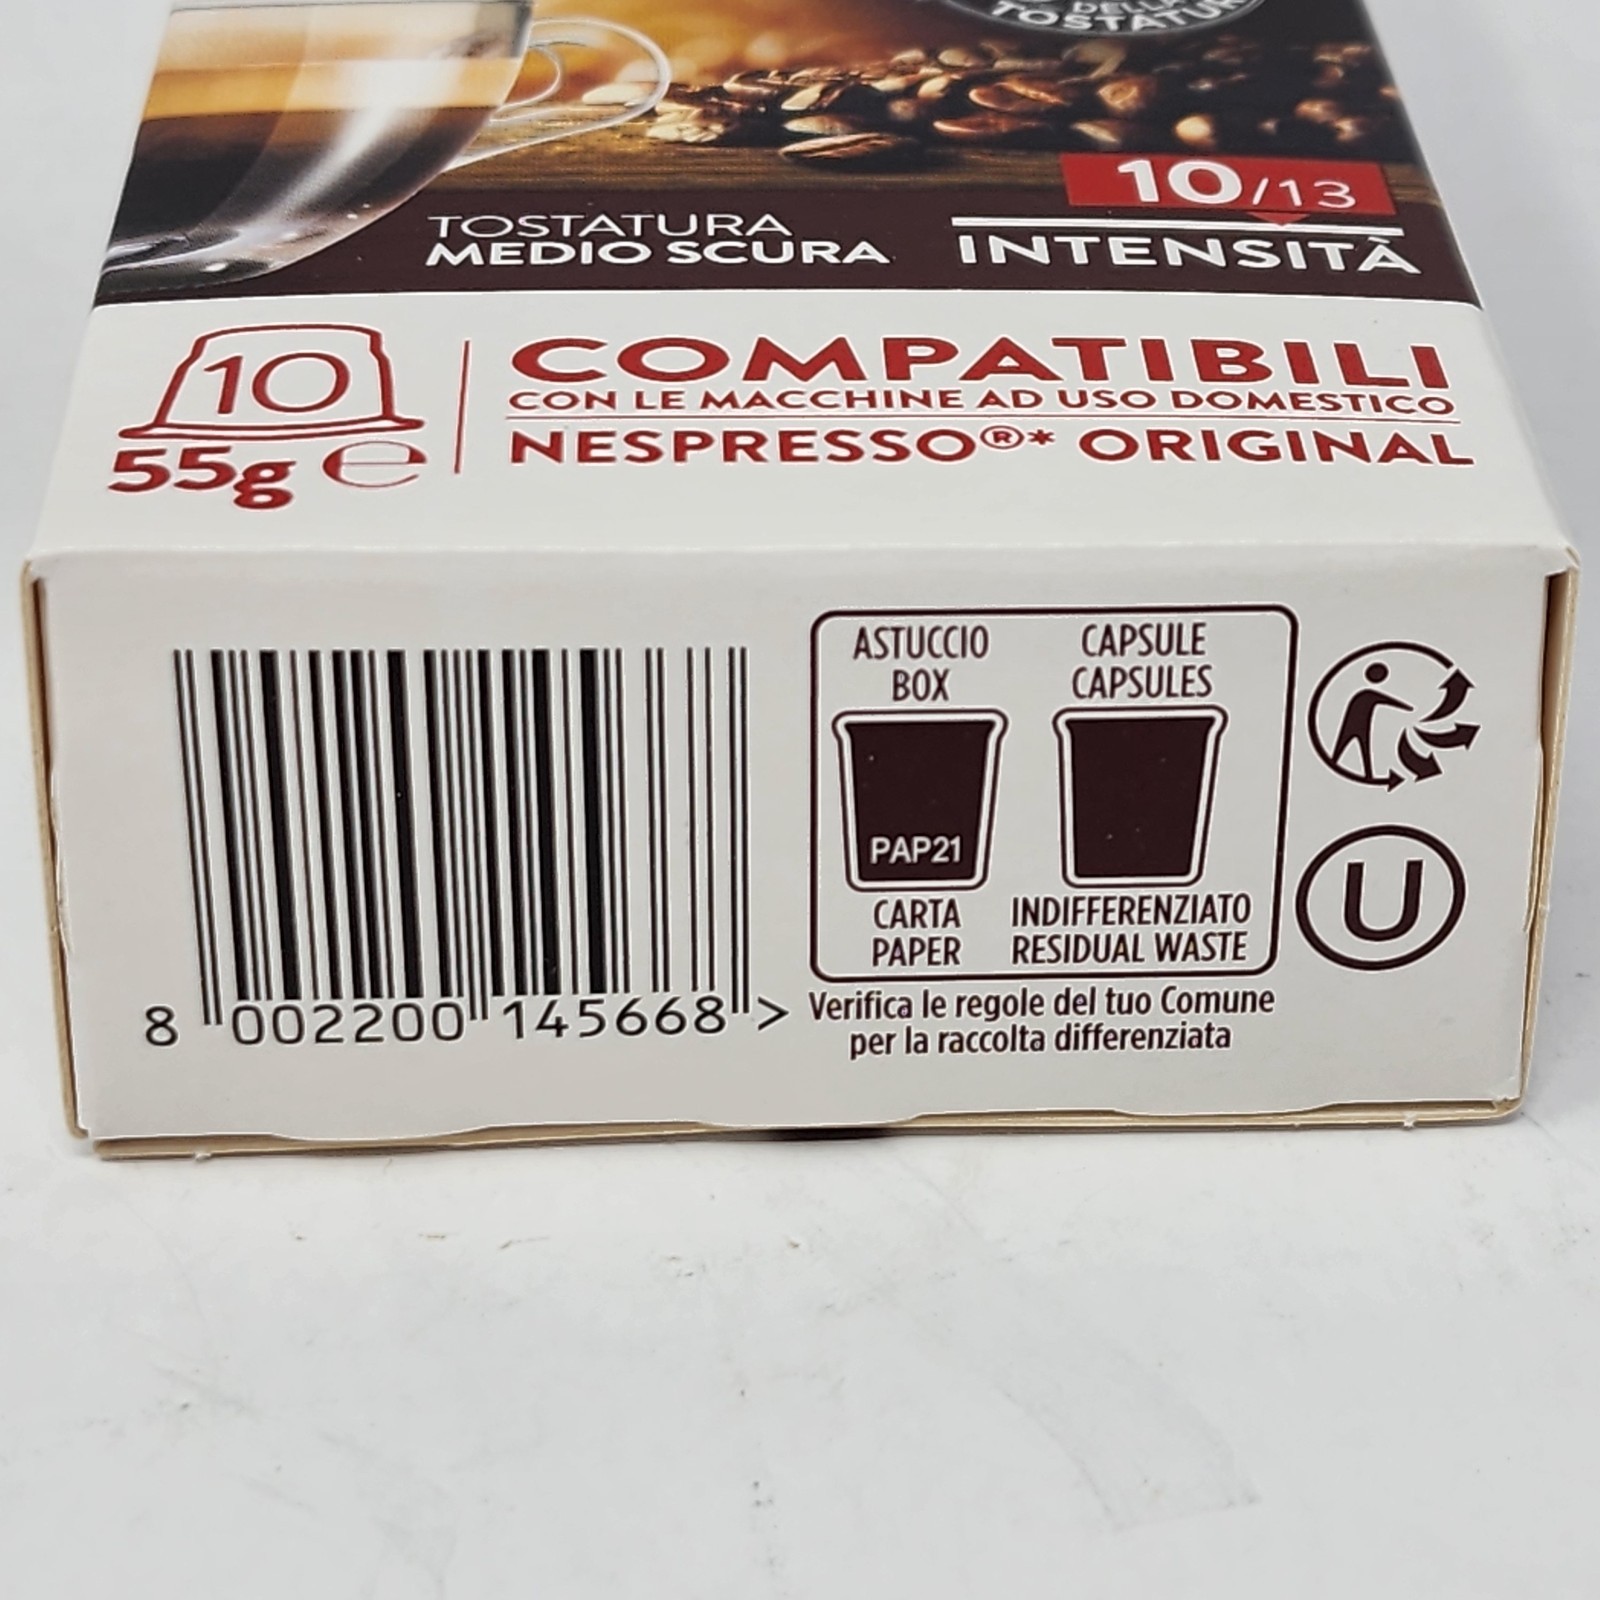 DELLA
TOSTATURA
10/13
INTENSITÀ
TOSTATURA
MEDIO SCURA
10
55g ℮
COMPATIBILI
CON LE MACCHINE AD USO DOMESTICO
NESPRESSO®* ORIGINAL
8 002200 145668 >
ASTUCCIO
BOX
PAP21
CARTA
PAPER
CAPSULE
CAPSULES
INDIFFERENZIATO
RESIDUAL WASTE
Verifica le regole del tuo Comune
per la raccolta differenziata
U